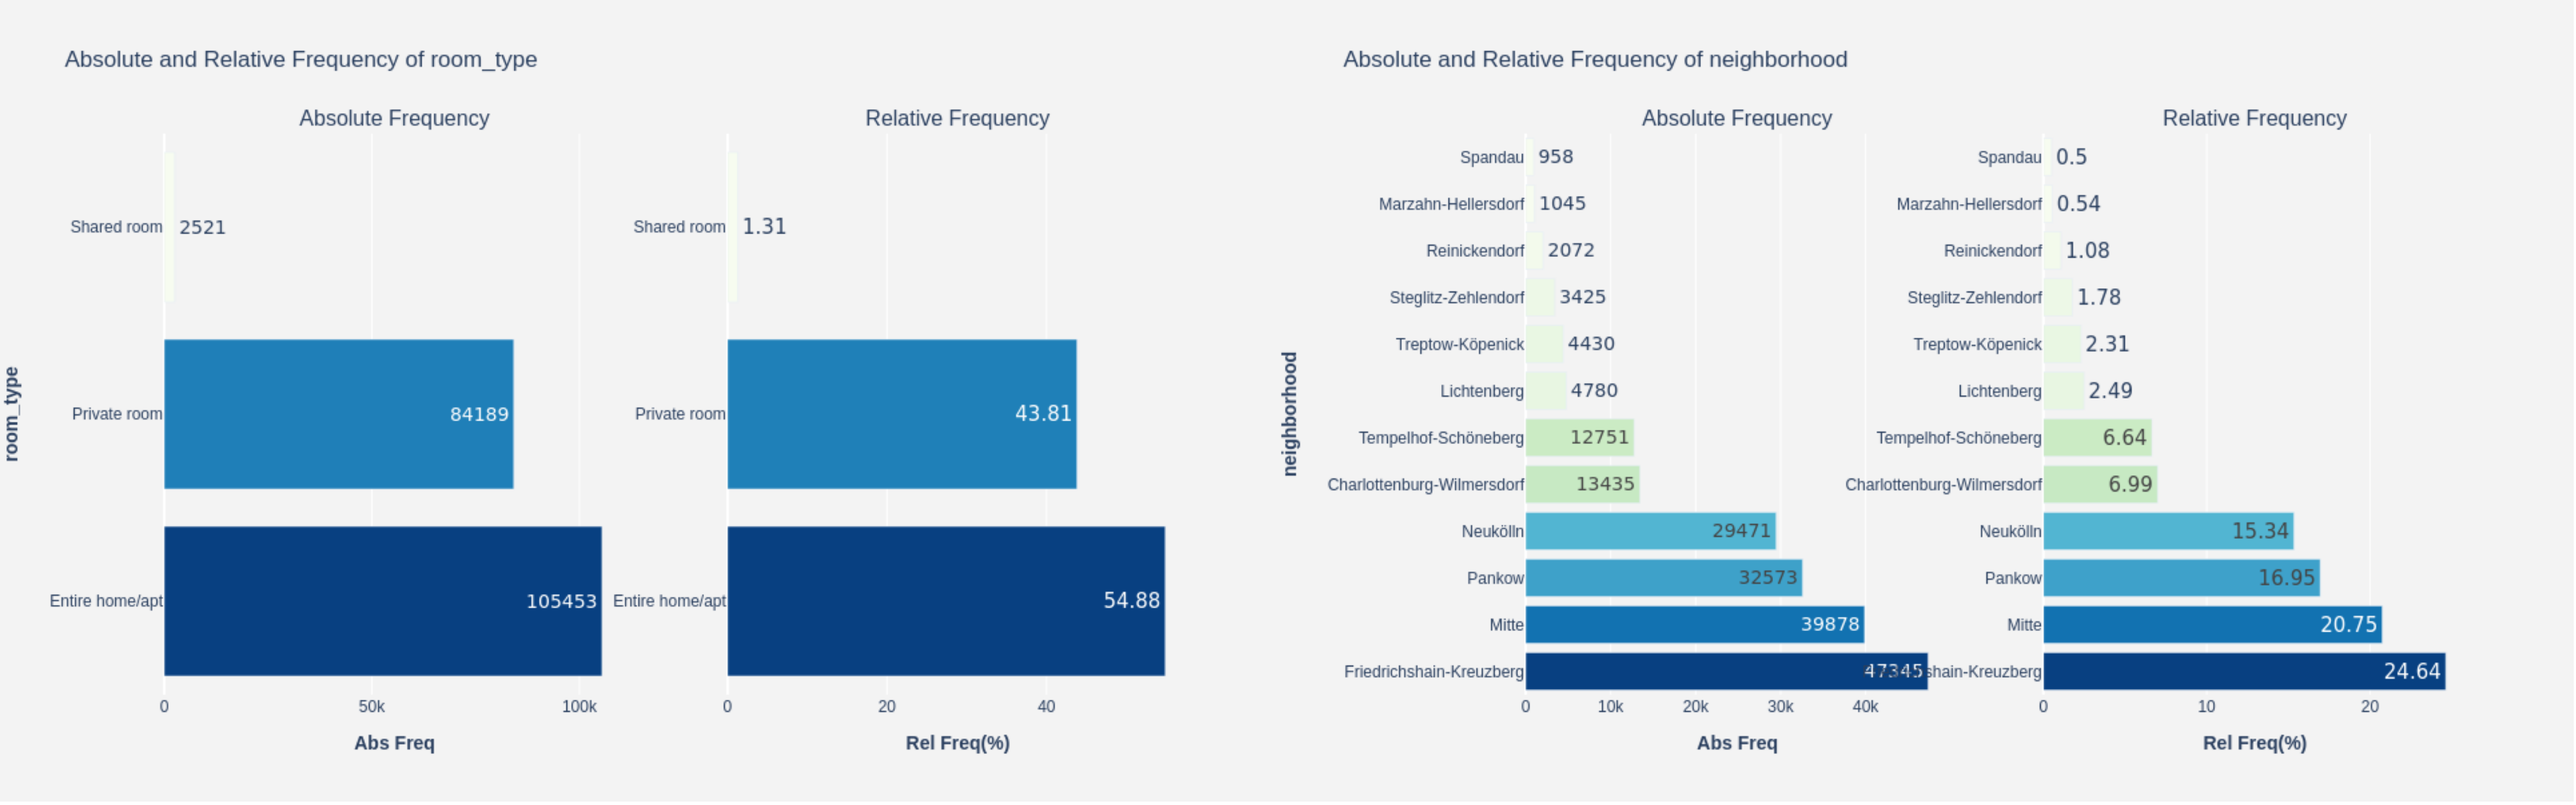 Absolute and Relative Frequency of room_type
Absolute Frequency
Relative Frequency
room_type
Shared room 2521
Private room 84189
Entire home/apt 105453
0 50k 100k
Abs Freq
Shared room 1.31
Private room 43.81
Entire home/apt 54.88
0 20 40
Rel Freq(%)
Absolute and Relative Frequency of neighborhood
Absolute Frequency
Relative Frequency
neighborhood
Spandau 958
Marzahn-Hellersdorf 1045
Reinickendorf 2072
Steglitz-Zehlendorf 3425
Treptow-Köpenick 4430
Lichtenberg 4780
Tempelhof-Schöneberg 12751
Charlottenburg-Wilmersdorf 13435
Neukölln 29471
Pankow 32573
Mitte 39878
Friedrichshain-Kreuzberg 47345
0 10k 20k 30k 40k
Abs Freq
Spandau 0.5
Marzahn-Hellersdorf 0.54
Reinickendorf 1.08
Steglitz-Zehlendorf 1.78
Treptow-Köpenick 2.31
Lichtenberg 2.49
Tempelhof-Schöneberg 6.64
Charlottenburg-Wilmersdorf 6.99
Neukölln 15.34
Pankow 16.95
Mitte 20.75
Friedrichshain-Kreuzberg 24.64
0 10 20
Rel Freq(%)